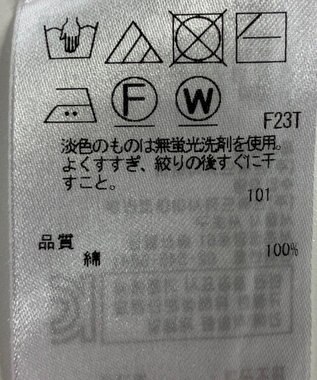 F W
F23T
淡色のものは無蛍光洗剤を使用。
よくすすぎ、絞りの後すぐに干
すこと。
101
品質
綿 100%